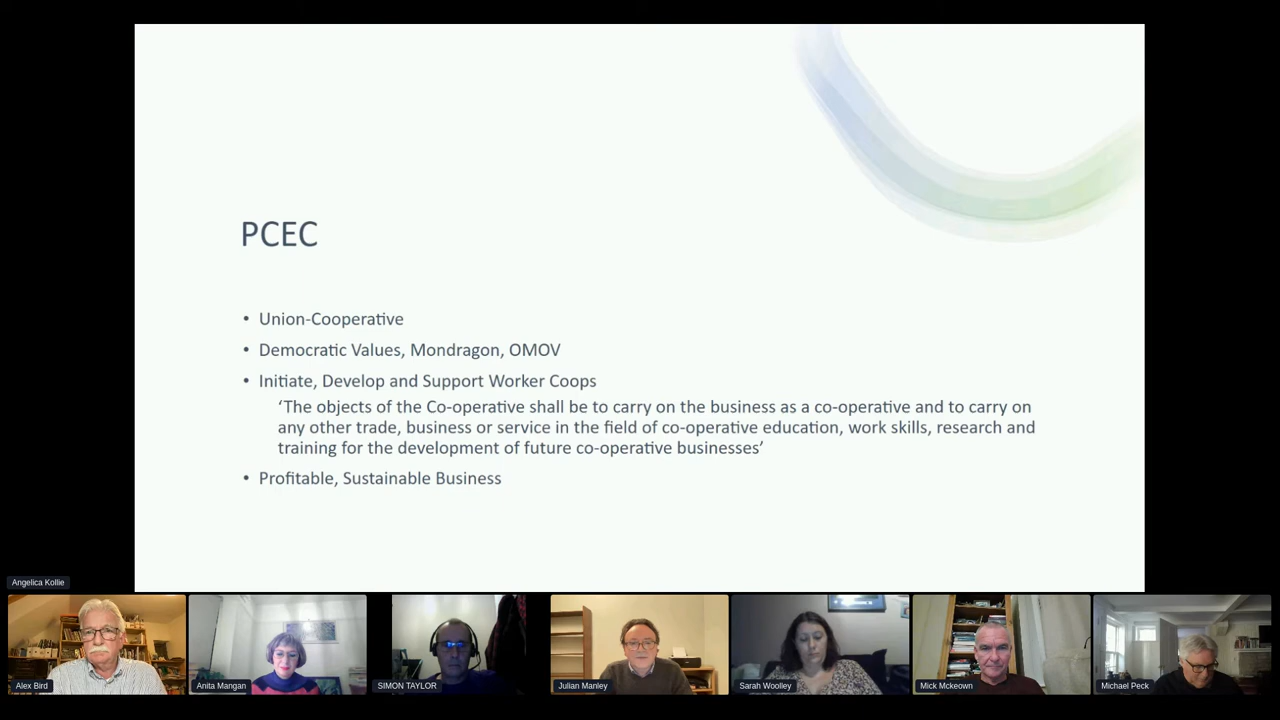 PCEC
• Union-Cooperative
• Democratic Values, Mondragon, OMOV
• Initiate, Develop and Support Worker Coops
‘The objects of the Co-operative shall be to carry on the business as a co-operative and to carry on
any other trade, business or service in the field of co-operative education, work skills, research and
training for the development of future co-operative businesses’
• Profitable, Sustainable Business
Angelica Kollie
Alex Bird
Anita Mangan
SIMON TAYLOR
Julian Manley
Sarah Woolley
Mick Mckeown
Michael Peck